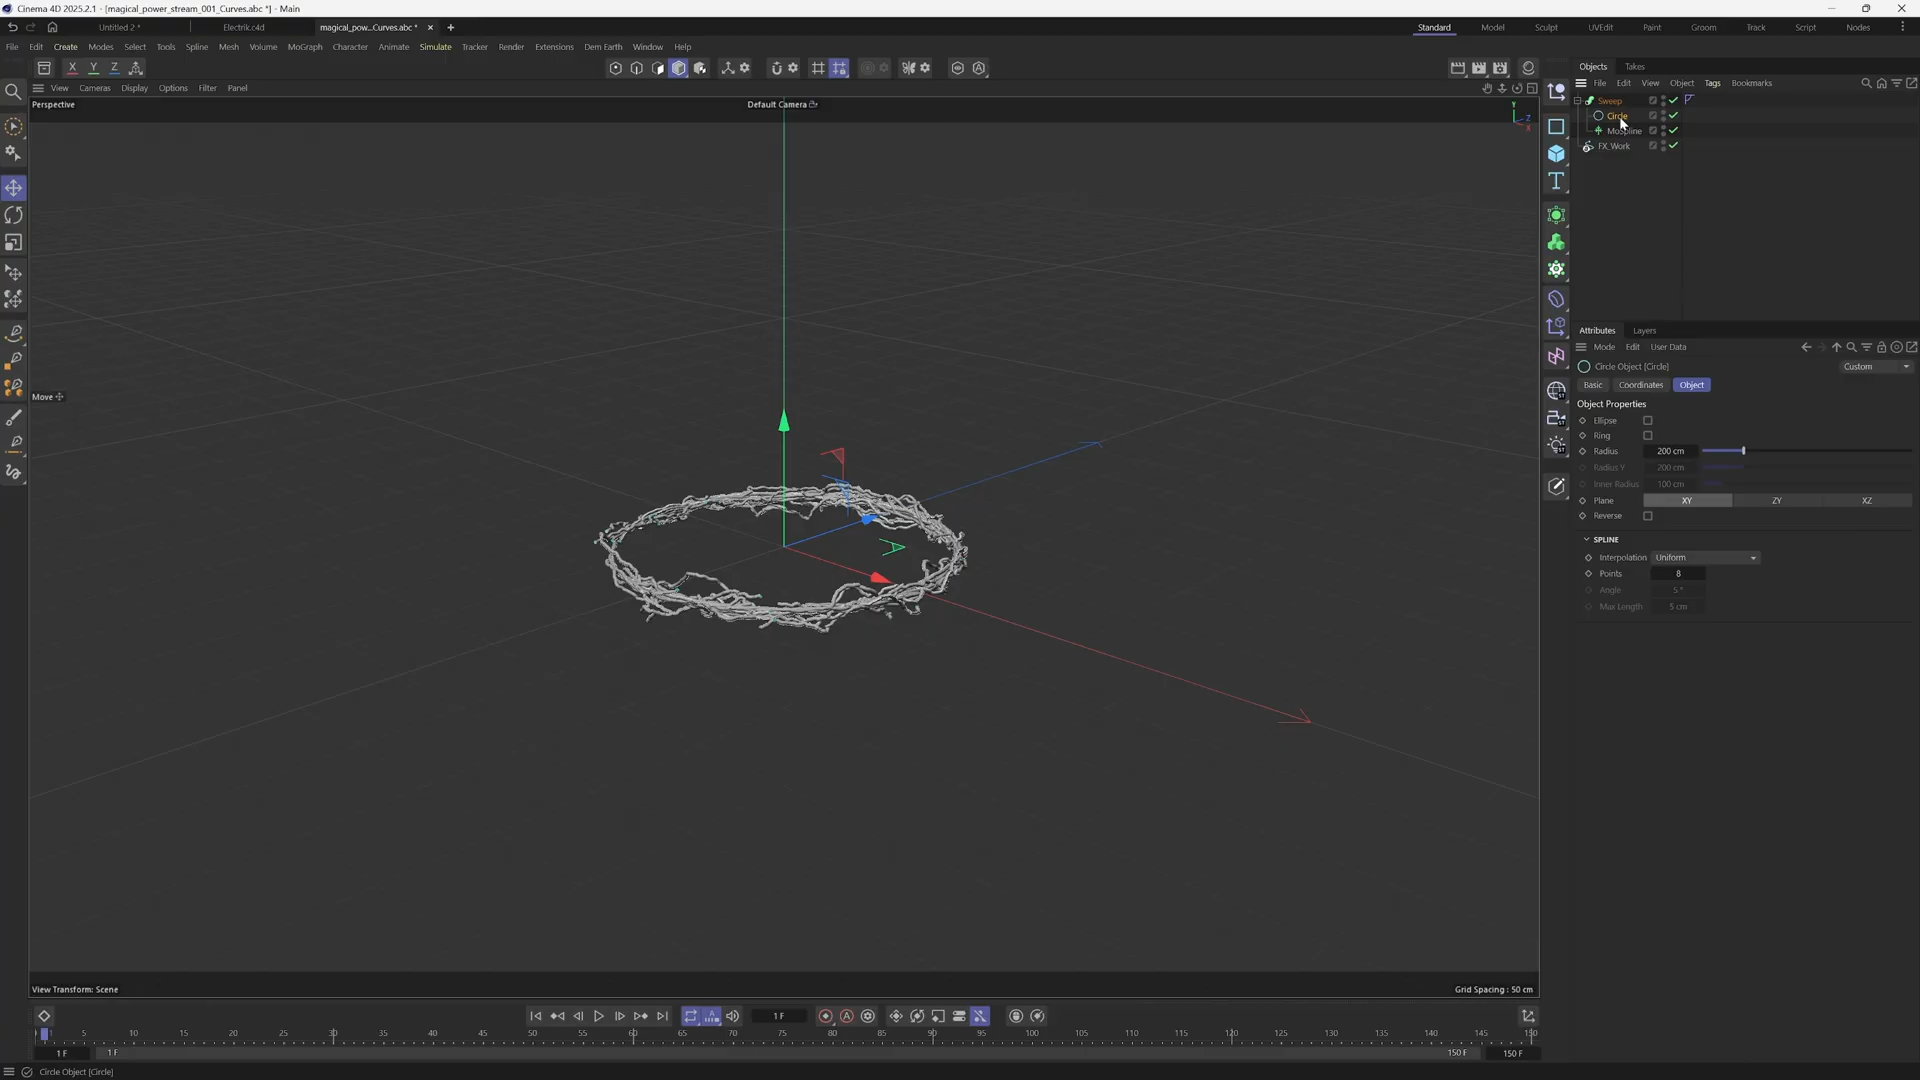 Cinema 4D 2025.2.1 - [magical_power_stream_001_Curves.abc *] - Main
Untitled 2 *
Electrik.c4d
magical_pow...Curves.abc *
Standard
Model
Sculpt
UVEdit
Paint
Groom
Track
Script
Nodes
File
Edit
Create
Modes
Select
Tools
Spline
Mesh
Volume
MoGraph
Character
Animate
Simulate
Tracker
Render
Extensions
Dem Earth
Window
Help
X
Y
Z
Objects
Takes
View
Cameras
Display
Options
Filter
Panel
File
Edit
View
Object
Tags
Bookmarks
Perspective
Default Camera
Y
Z
X
Sweep
Circle
MoSpline
FX_Work
Attributes
Layers
Mode
Edit
User Data
Circle Object [Circle]
Custom
Basic
Coordinates
Object
Move
Object Properties
Ellipse
Ring
Radius
200 cm
Radius Y
200 cm
Inner Radius
100 cm
Plane
XY
ZY
XZ
Reverse
SPLINE
Interpolation
Uniform
Points
8
Angle
5 °
Max Length
5 cm
View Transform: Scene
Grid Spacing : 50 cm
1 F
1 5 10 15 20 25 30 35 40 45 50 55 60 65 70 75 80 85 90 95 100 105 110 115 120 125 130 135 140 145 150
1 F
1 F
150 F
150 F
Circle Object [Circle]